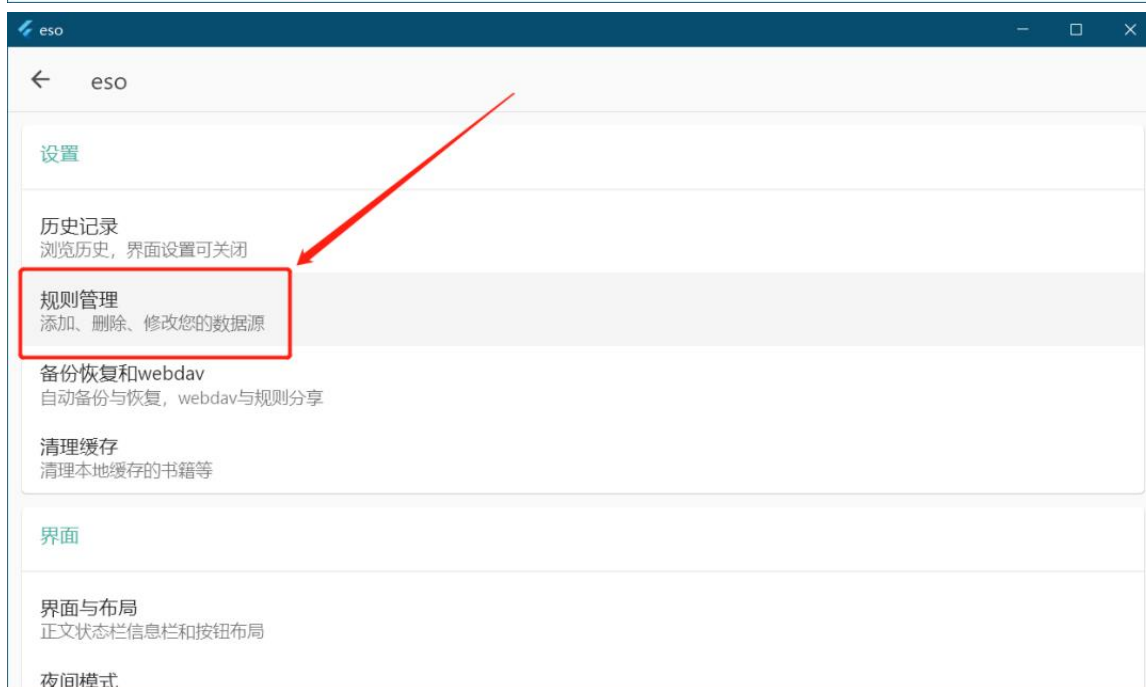 eso
eso
设置
历史记录
浏览历史，界面设置可关闭
规则管理
添加、删除、修改您的数据源
备份恢复和webdav
自动备份与恢复，webdav与规则分享
清理缓存
清理本地缓存的书籍等
界面
界面与布局
正文状态栏信息栏和按钮布局
夜间模式